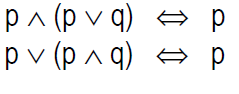 p ∧ (p ∨ q) ⇔ p
p ∨ (p ∧ q) ⇔ p